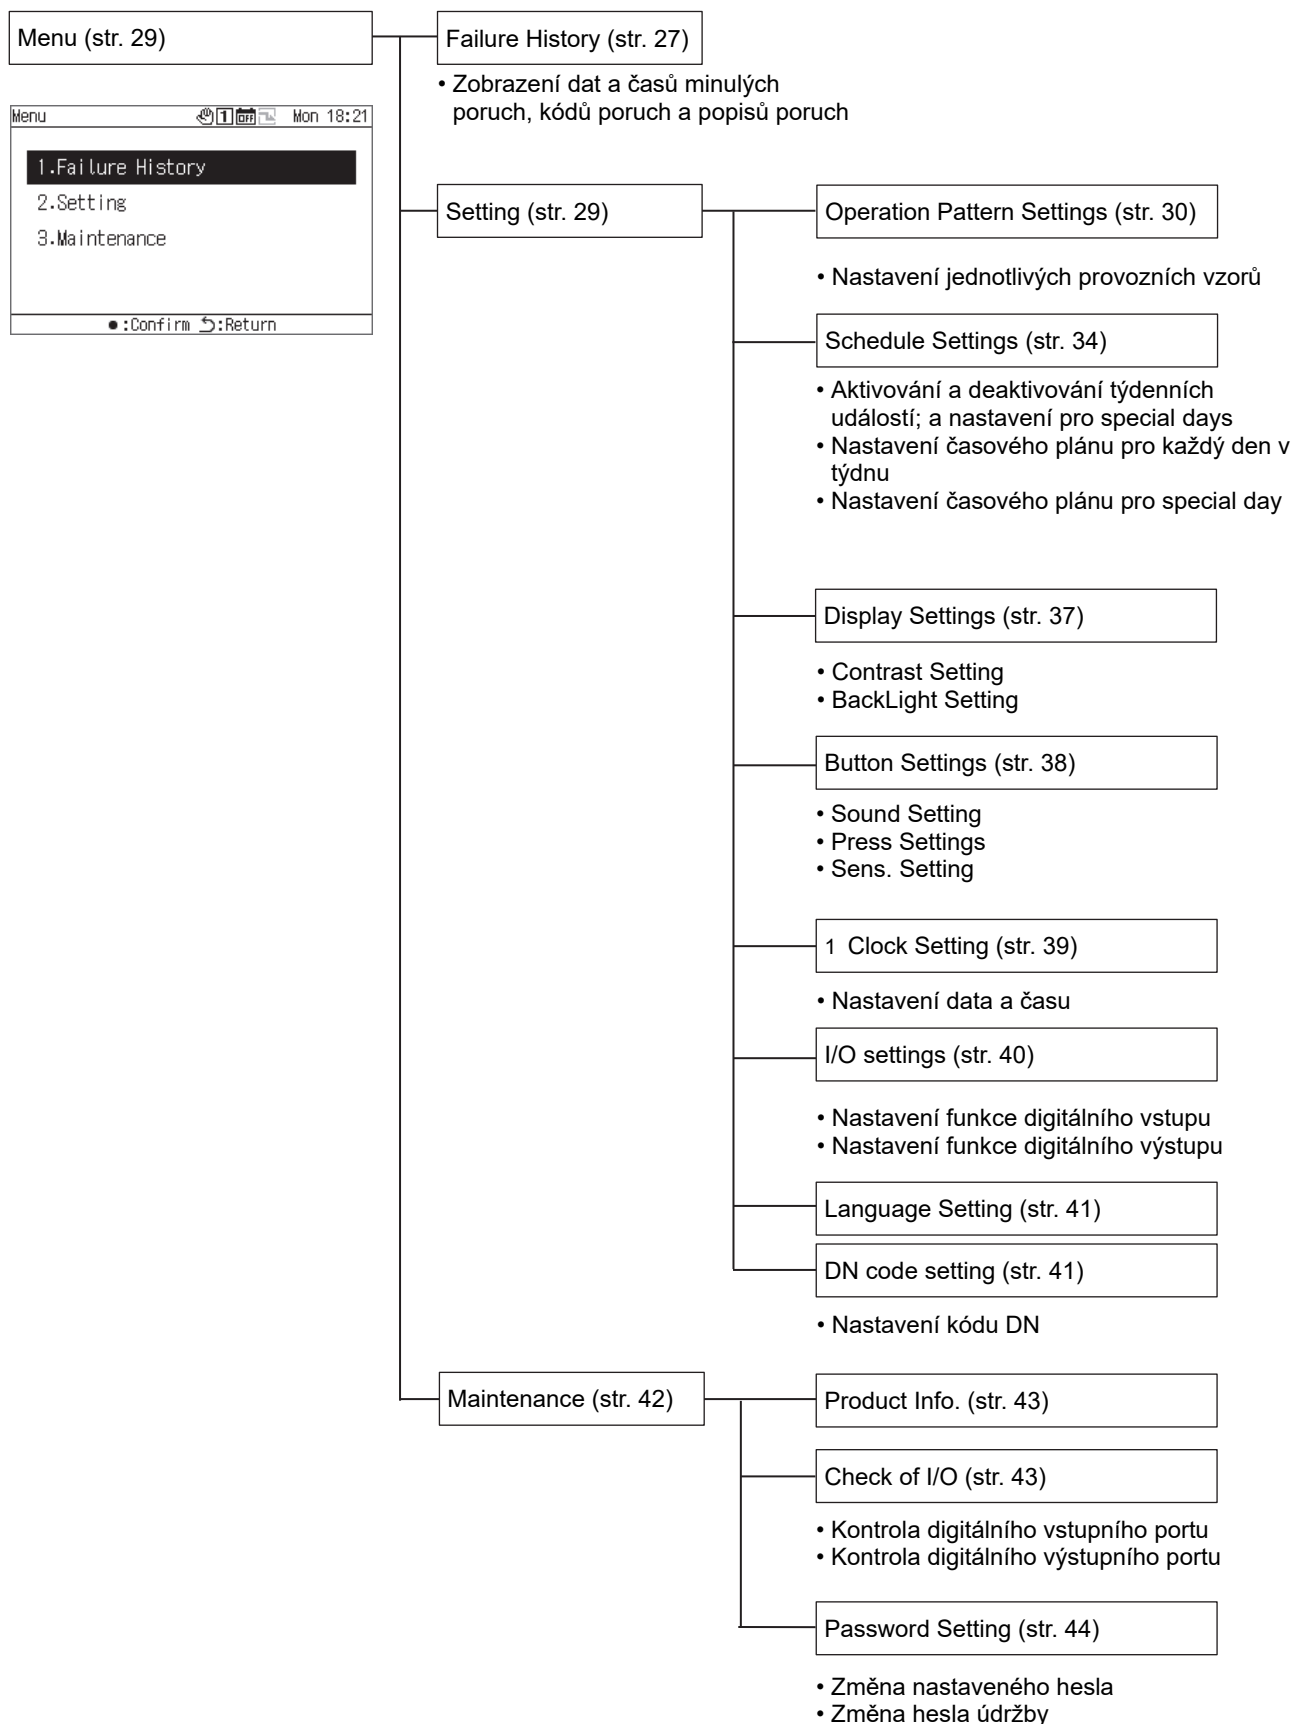 Menu (str. 29)
Failure History (str. 27)
• Zobrazení dat a časů minulých
poruch, kódů poruch a popisů poruch
Menu 1 OFF Mon 18:21
1.Failure History
2.Setting
3.Maintenance
●:Confirm ⮌:Return
Setting (str. 29)
Operation Pattern Settings (str. 30)
• Nastavení jednotlivých provozních vzorů
Schedule Settings (str. 34)
• Aktivování a deaktivování týdenních
událostí; a nastavení pro special days
• Nastavení časového plánu pro každý den v
týdnu
• Nastavení časového plánu pro special day
Display Settings (str. 37)
• Contrast Setting
• BackLight Setting
Button Settings (str. 38)
• Sound Setting
• Press Settings
• Sens. Setting
1 Clock Setting (str. 39)
• Nastavení data a času
I/O settings (str. 40)
• Nastavení funkce digitálního vstupu
• Nastavení funkce digitálního výstupu
Language Setting (str. 41)
DN code setting (str. 41)
• Nastavení kódu DN
Maintenance (str. 42)
Product Info. (str. 43)
Check of I/O (str. 43)
• Kontrola digitálního vstupního portu
• Kontrola digitálního výstupního portu
Password Setting (str. 44)
• Změna nastaveného hesla
• Změna hesla údržby